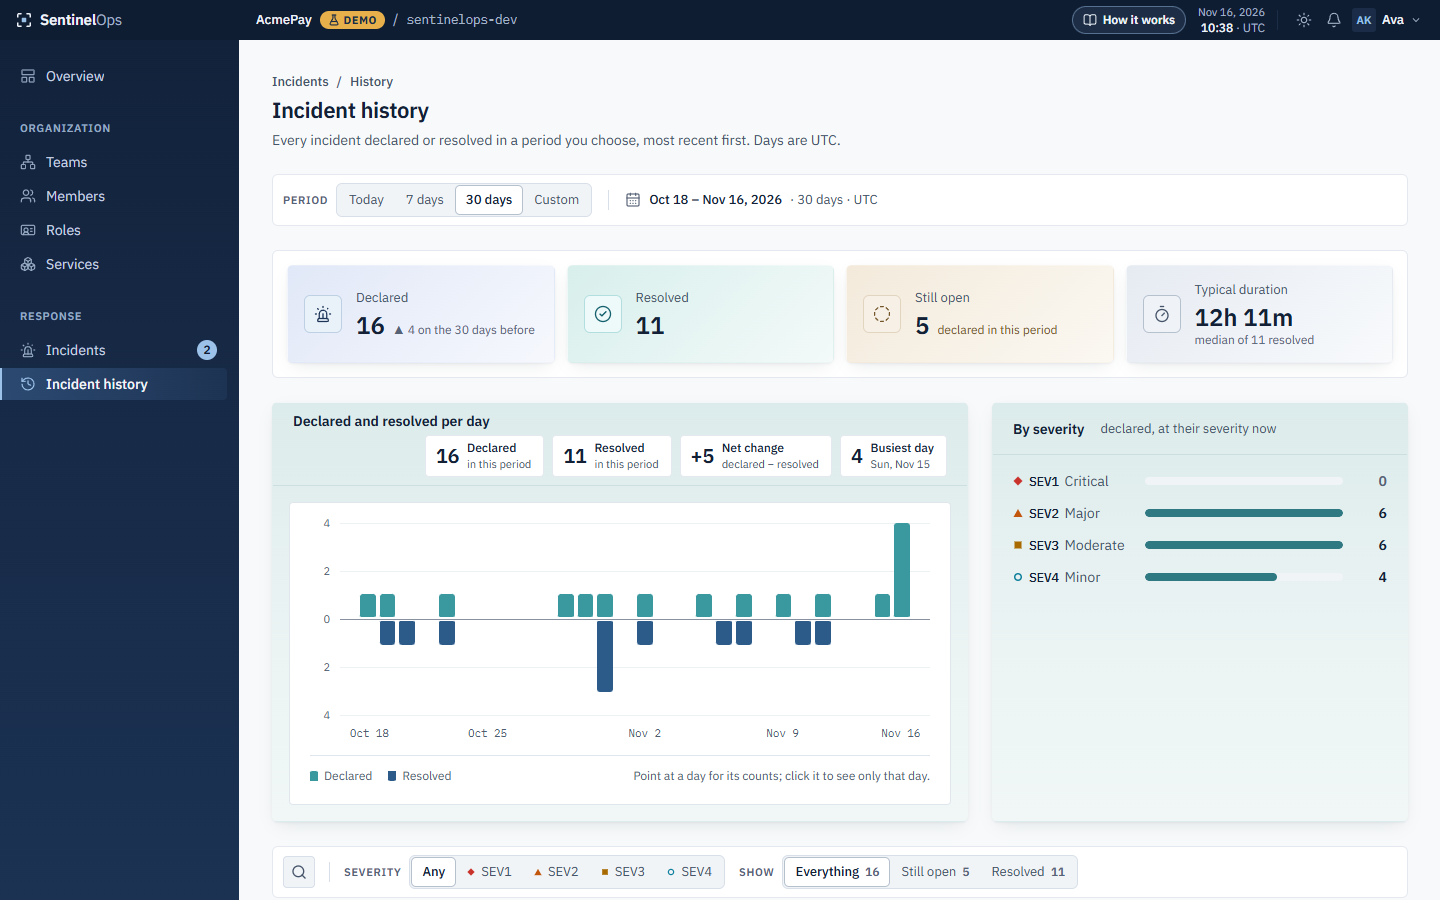 SentinelOps
AcmePay DEMO / sentinelops-dev
How it works
Nov 16, 2026
10:38 · UTC
AK Ava
Overview
ORGANIZATION
Teams
Members
Roles
Services
RESPONSE
Incidents 2
Incident history
Incidents / History
Incident history
Every incident declared or resolved in a period you choose, most recent first. Days are UTC.
PERIOD Today 7 days 30 days Custom Oct 18 – Nov 16, 2026 · 30 days · UTC
Declared
16 ▲ 4 on the 30 days before
Resolved
11
Still open
5 declared in this period
Typical duration
12h 11m
median of 11 resolved
Declared and resolved per day
16 Declared
in this period
11 Resolved
in this period
+5 Net change
declared – resolved
4 Busiest day
Sun, Nov 15
4
2
0
2
4
Oct 18 Oct 25 Nov 2 Nov 9 Nov 16
Declared Resolved
Point at a day for its counts; click it to see only that day.
By severity declared, at their severity now
SEV1 Critical 0
SEV2 Major 6
SEV3 Moderate 6
SEV4 Minor 4
SEVERITY Any SEV1 SEV2 SEV3 SEV4 SHOW Everything 16 Still open 5 Resolved 11